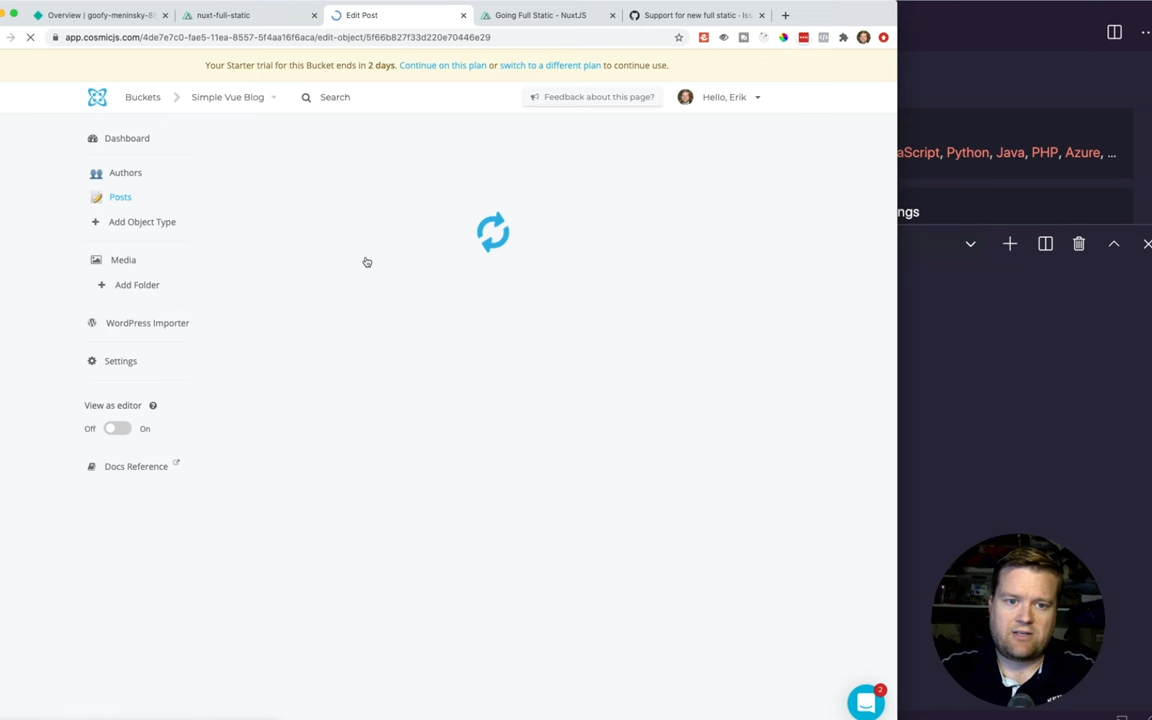 Overview | goofy-meninsky-85
nuxt-full-static
Edit Post
Going Full Static - NuxtJS
Support for new full static · Iss
app.cosmicjs.com/4de7e7c0-fae5-11ea-8557-5f4aa16f6aca/edit-object/5f66b827f33d220e70446e29
Your Starter trial for this Bucket ends in 2 days. Continue on this plan or switch to a different plan to continue use.
Buckets
Simple Vue Blog
Search
Feedback about this page?
Hello, Erik
Dashboard
Authors
Posts
Add Object Type
Media
Add Folder
WordPress Importer
Settings
View as editor
Off
On
Docs Reference
2
aScript, Python, Java, PHP, Azure, ...
ngs